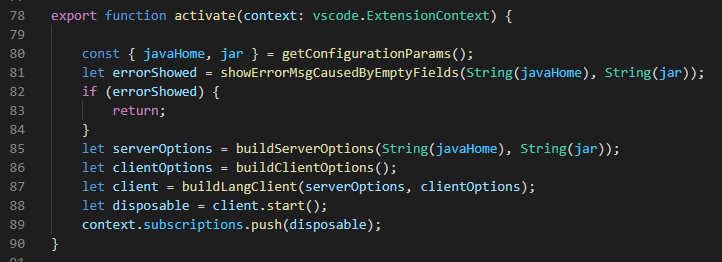 78 export function activate(context: vscode.ExtensionContext) {
79
80 const { javaHome, jar } = getConfigurationParams();
81 let errorShowed = showErrorMsgCausedByEmptyFields(String(javaHome), String(jar));
82 if (errorShowed) {
83 return;
84 }
85 let serverOptions = buildServerOptions(String(javaHome), String(jar));
86 let clientOptions = buildClientOptions();
87 let client = buildLangClient(serverOptions, clientOptions);
88 let disposable = client.start();
89 context.subscriptions.push(disposable);
90 }